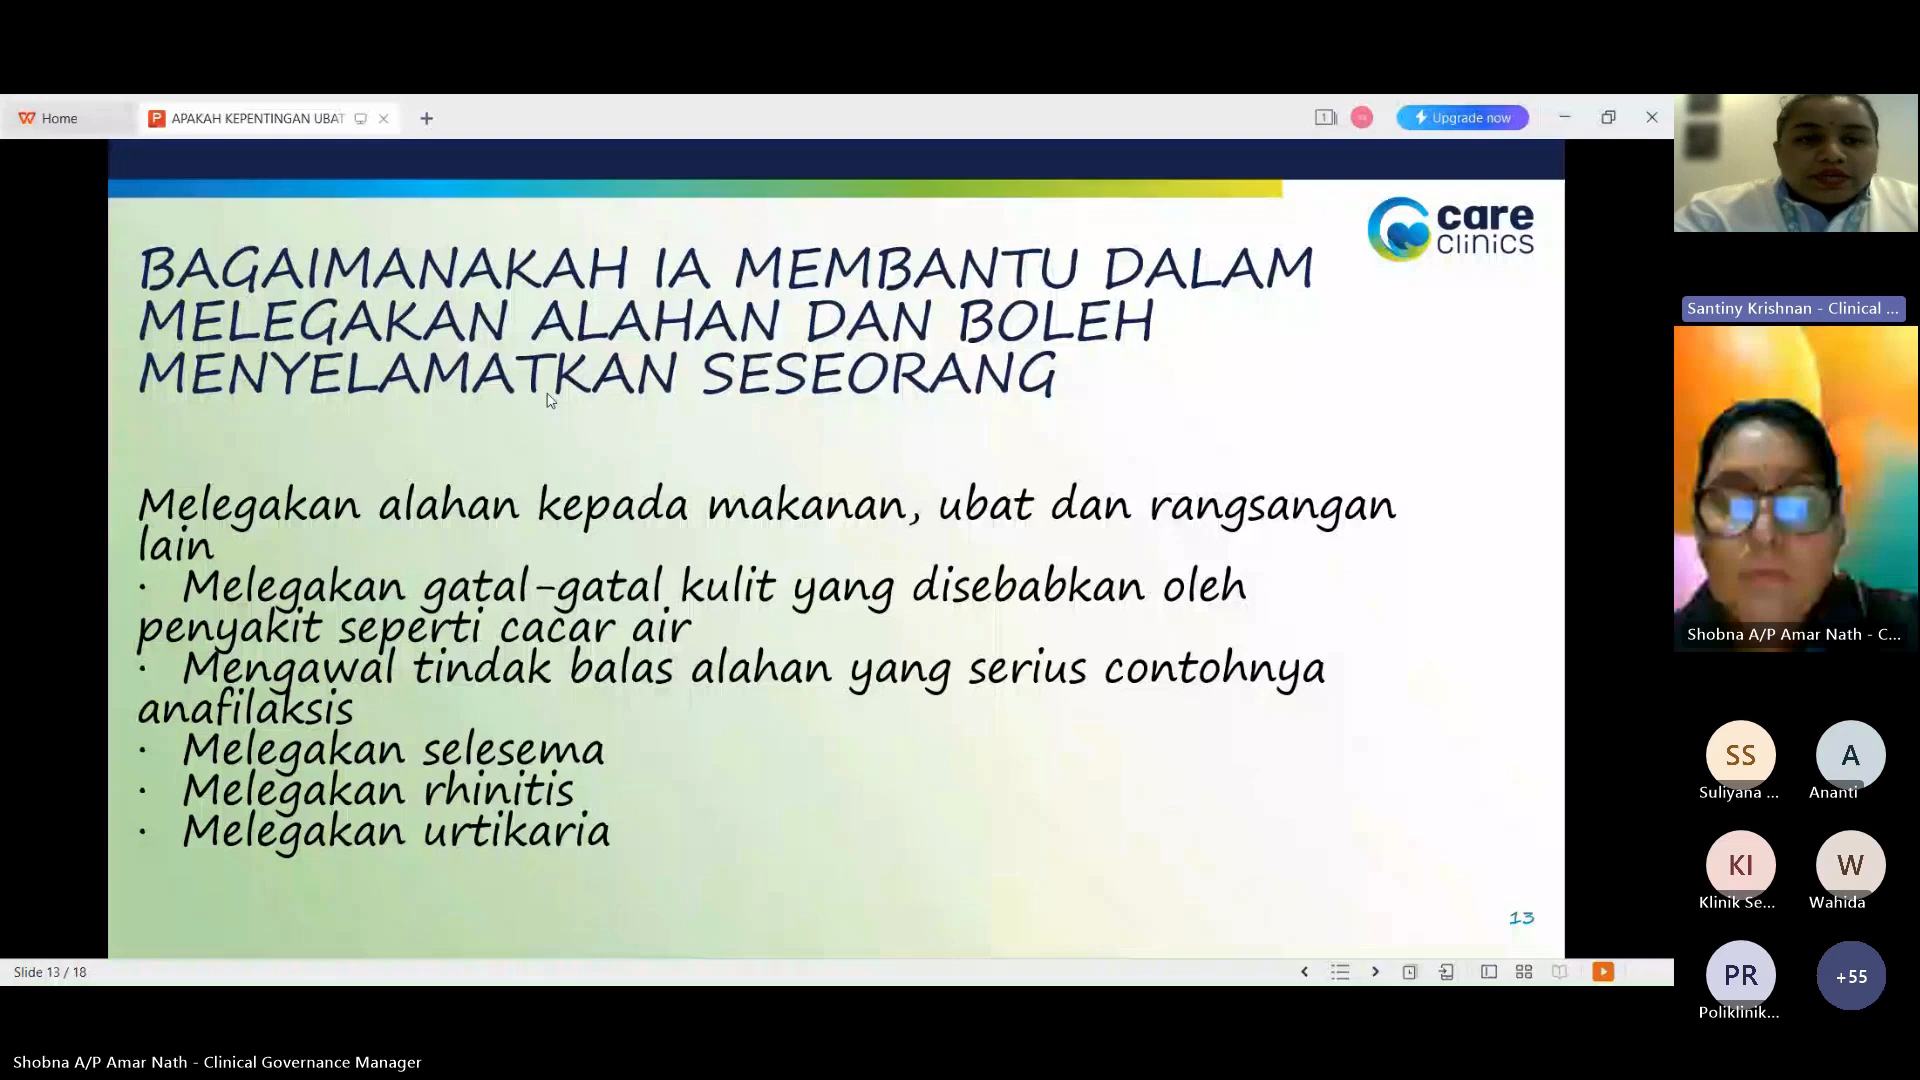 Home
APAKAH KEPENTINGAN UBAT
1
Upgrade now
care
clinics
BAGAIMANAKAH IA MEMBANTU DALAM
MELEGAKAN ALAHAN DAN BOLEH
MENYELAMATKAN SESEORANG
Melegakan alahan kepada makanan, ubat dan rangsangan
lain
· Melegakan gatal-gatal kulit yang disebabkan oleh
penyakit seperti cacar air
· Mengawal tindak balas alahan yang serius contohnya
anafilaksis
· Melegakan selesema
· Melegakan rhinitis
· Melegakan urtikaria
13
Slide 13 / 18
Santiny Krishnan - Clinical ...
Shobna A/P Amar Nath - C...
SS
Suliyana ...
A
Ananti
KI
Klinik Se...
W
Wahida
PR
Poliklinik...
+55
Shobna A/P Amar Nath - Clinical Governance Manager